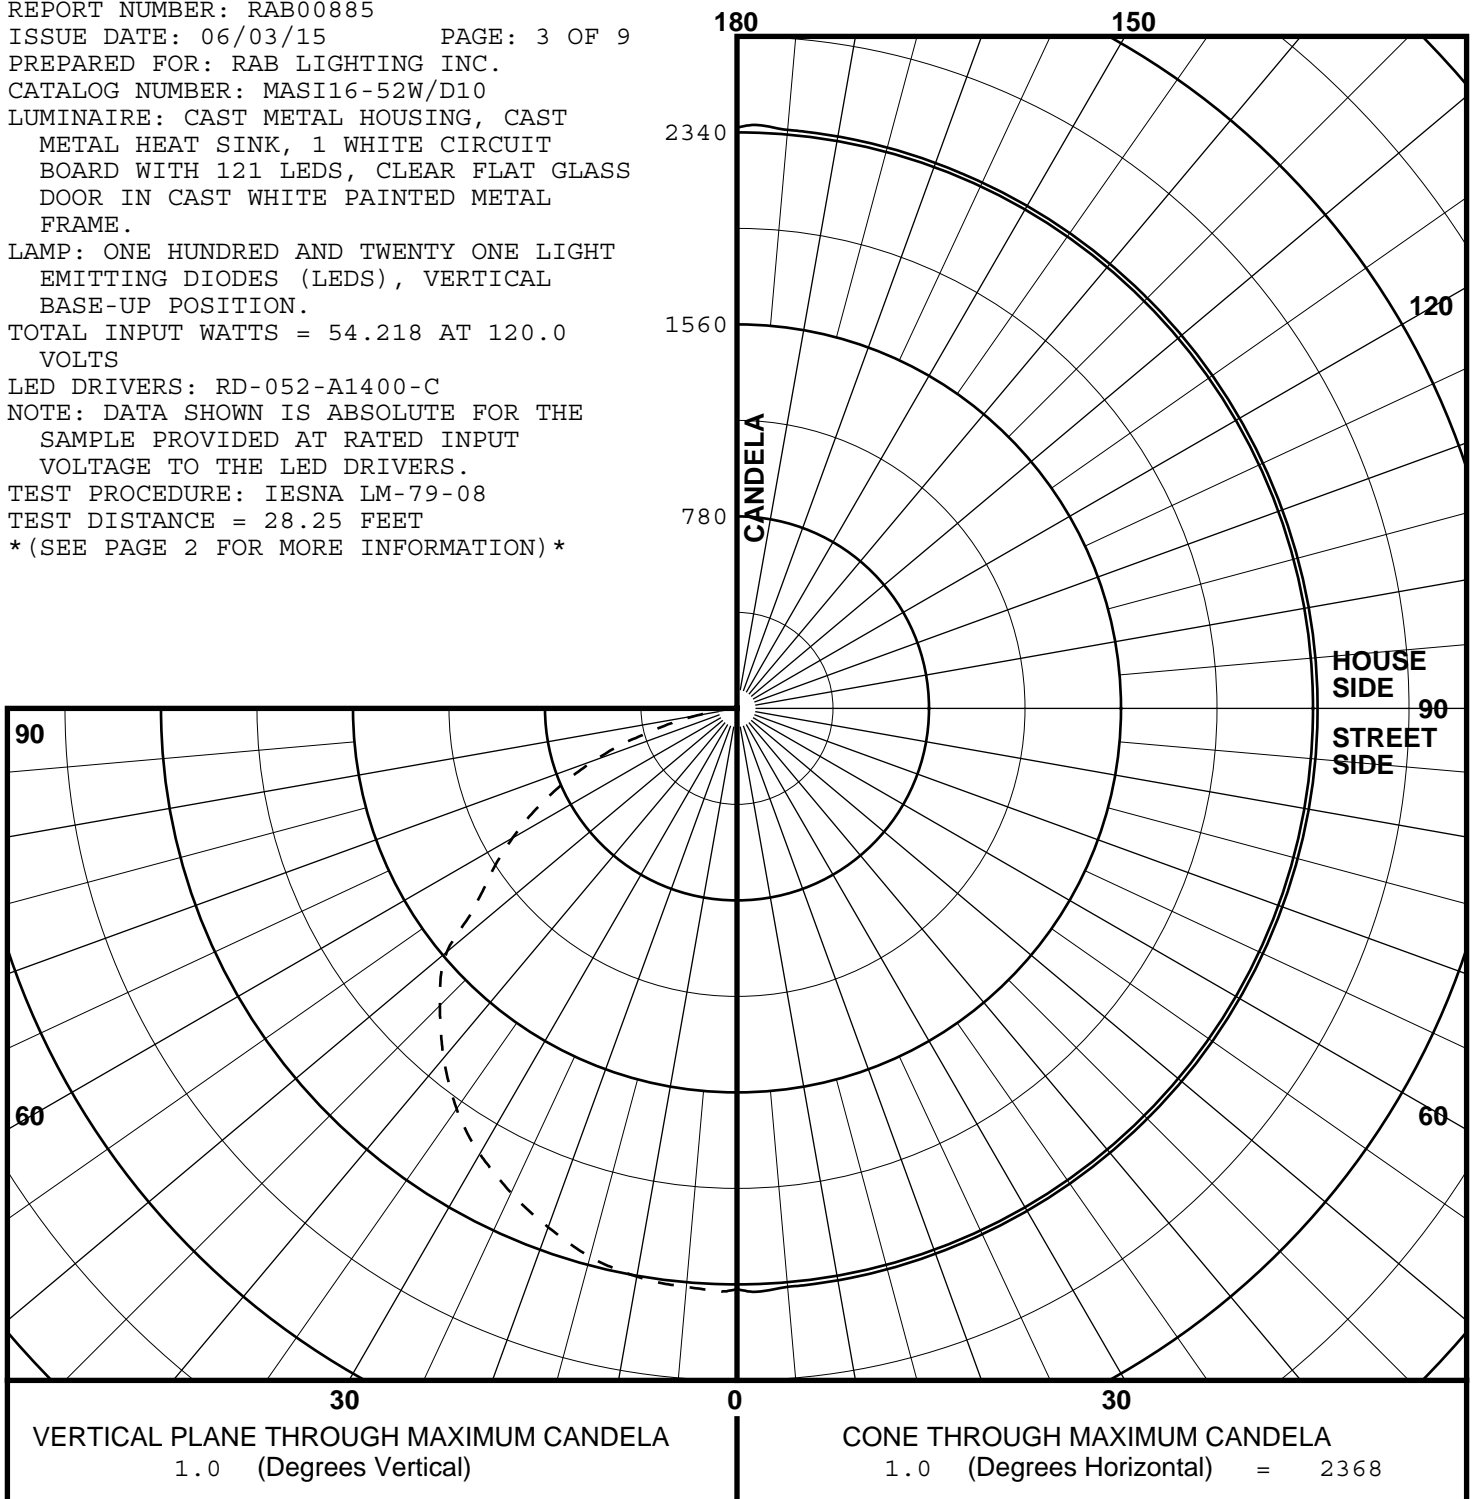 REPORT NUMBER: RAB00885
ISSUE DATE: 06/03/15 PAGE: 3 OF 9
PREPARED FOR: RAB LIGHTING INC.
CATALOG NUMBER: MASI16-52W/D10
LUMINAIRE: CAST METAL HOUSING, CAST
METAL HEAT SINK, 1 WHITE CIRCUIT
BOARD WITH 121 LEDS, CLEAR FLAT GLASS
DOOR IN CAST WHITE PAINTED METAL
FRAME.
LAMP: ONE HUNDRED AND TWENTY ONE LIGHT
EMITTING DIODES (LEDS), VERTICAL
BASE-UP POSITION.
TOTAL INPUT WATTS = 54.218 AT 120.0
VOLTS
LED DRIVERS: RD-052-A1400-C
NOTE: DATA SHOWN IS ABSOLUTE FOR THE
SAMPLE PROVIDED AT RATED INPUT
VOLTAGE TO THE LED DRIVERS.
TEST PROCEDURE: IESNA LM-79-08
TEST DISTANCE = 28.25 FEET
*(SEE PAGE 2 FOR MORE INFORMATION)*
180
150
2340
120
1560
CANDELA
780
HOUSE
SIDE
90
90
STREET
SIDE
60
60
30
0
30
VERTICAL PLANE THROUGH MAXIMUM CANDELA
1.0 (Degrees Vertical)
CONE THROUGH MAXIMUM CANDELA
1.0 (Degrees Horizontal) = 2368